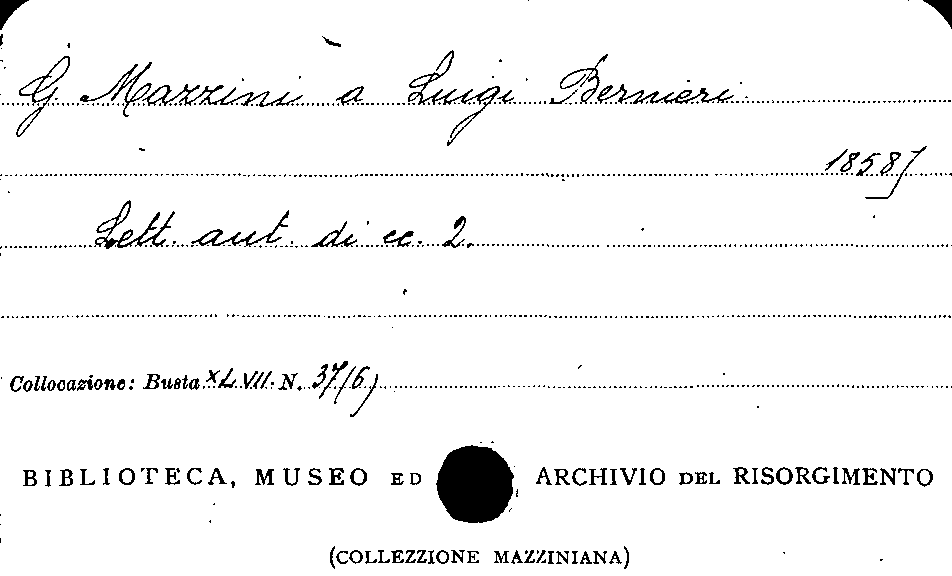 G. Mazzini a Luigi Bernieri
1858]
Lett. aut. di cc. 2.
Collocazione: Busta XLVII. N. 37(6)
BIBLIOTECA, MUSEO ED ARCHIVIO DEL RISORGIMENTO
(COLLEZZIONE MAZZINIANA)